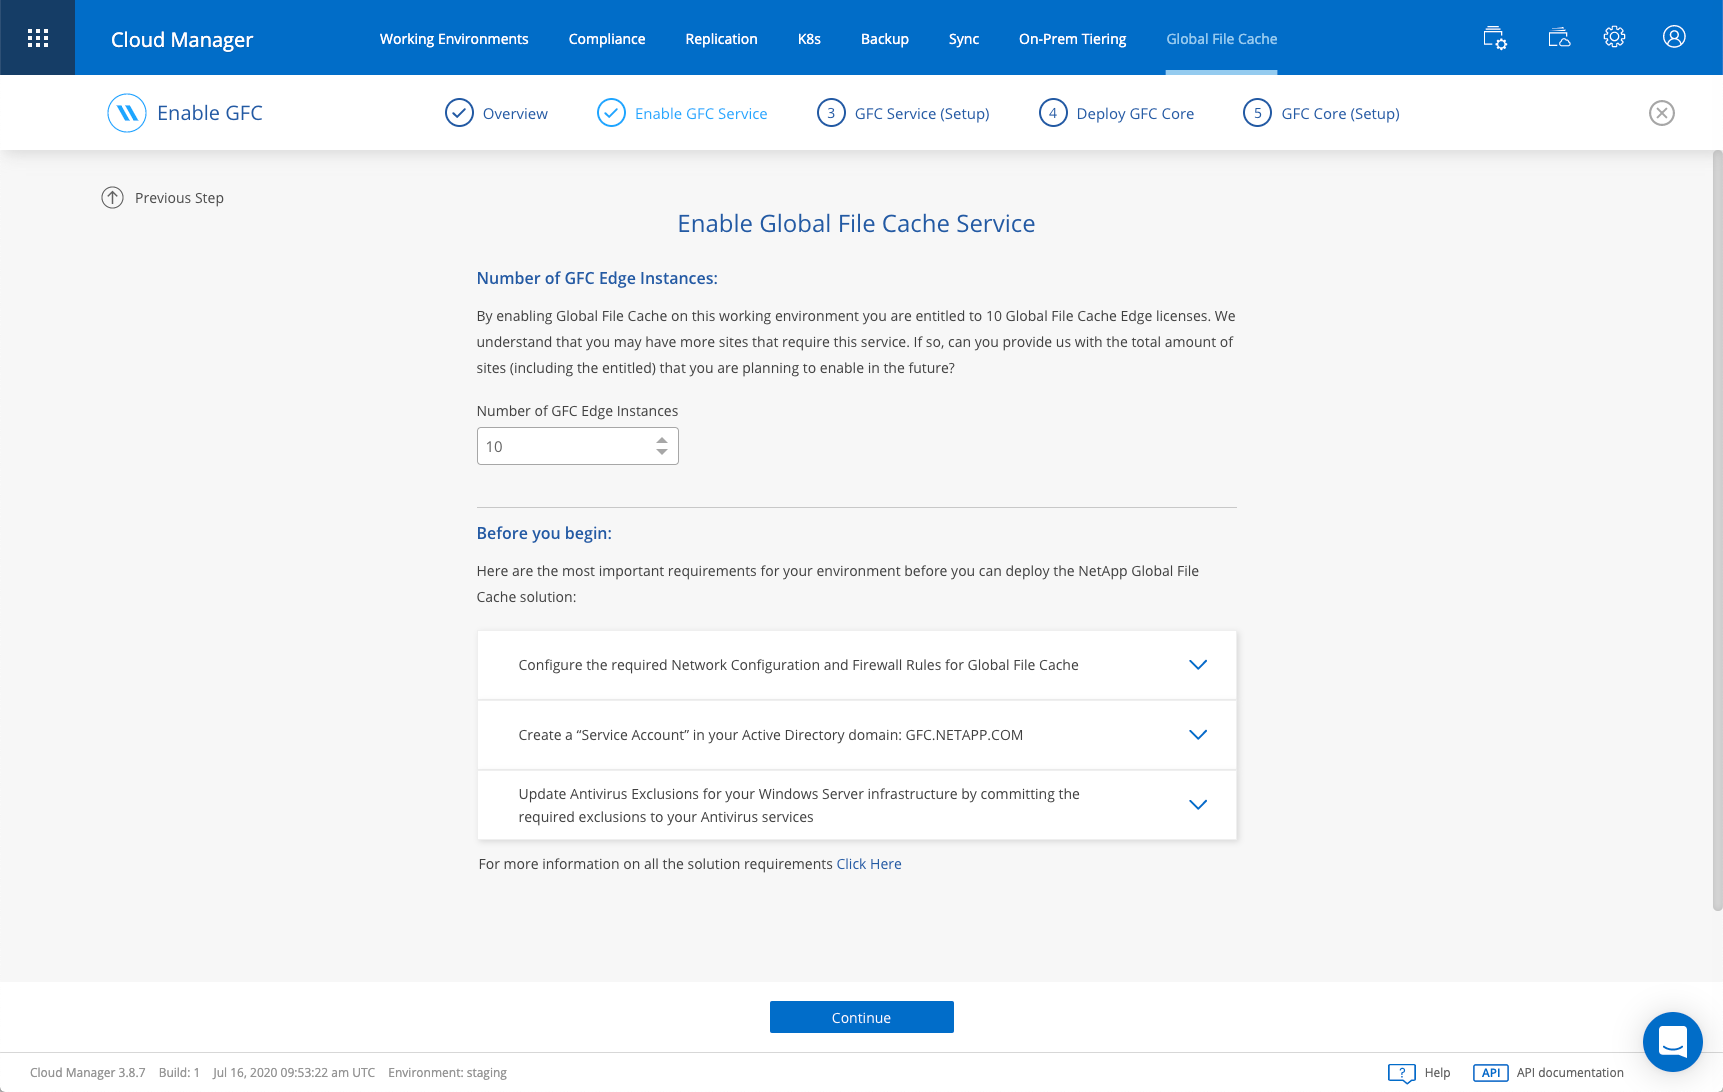 Cloud Manager
Working Environments
Compliance
Replication
K8s
Backup
Sync
On-Prem Tiering
Global File Cache
Enable GFC
Overview
Enable GFC Service
3 GFC Service (Setup)
4 Deploy GFC Core
5 GFC Core (Setup)
Previous Step
Enable Global File Cache Service
Number of GFC Edge Instances:
By enabling Global File Cache on this working environment you are entitled to 10 Global File Cache Edge licenses. We
understand that you may have more sites that require this service. If so, can you provide us with the total amount of
sites (including the entitled) that you are planning to enable in the future?
Number of GFC Edge Instances
10
Before you begin:
Here are the most important requirements for your environment before you can deploy the NetApp Global File
Cache solution:
Configure the required Network Configuration and Firewall Rules for Global File Cache
Create a “Service Account” in your Active Directory domain: GFC.NETAPP.COM
Update Antivirus Exclusions for your Windows Server infrastructure by committing the
required exclusions to your Antivirus services
For more information on all the solution requirements Click Here
Continue
Cloud Manager 3.8.7 Build: 1 Jul 16, 2020 09:53:22 am UTC Environment: staging
? Help
API API documentation